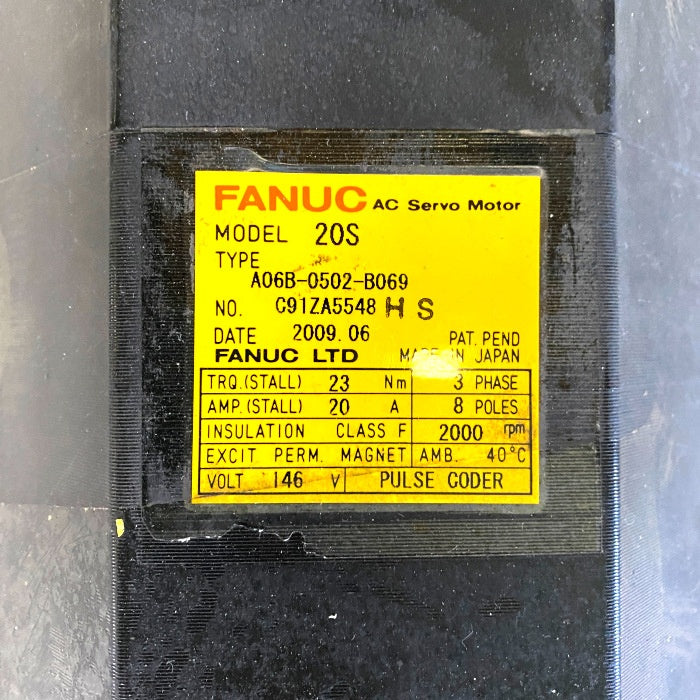 FANUC AC Servo Motor
MODEL 20S
TYPE
A06B-0502-B069
NO. C91ZA5548 H S
DATE 2009.06 PAT. PEND
FANUC LTD MADE IN JAPAN
TRQ.(STALL) 23 Nm 3 PHASE
AMP.(STALL) 20 A 8 POLES
INSULATION CLASS F 2000 rpm
EXCIT PERM. MAGNET AMB. 40°C
VOLT 146 V PULSE CODER